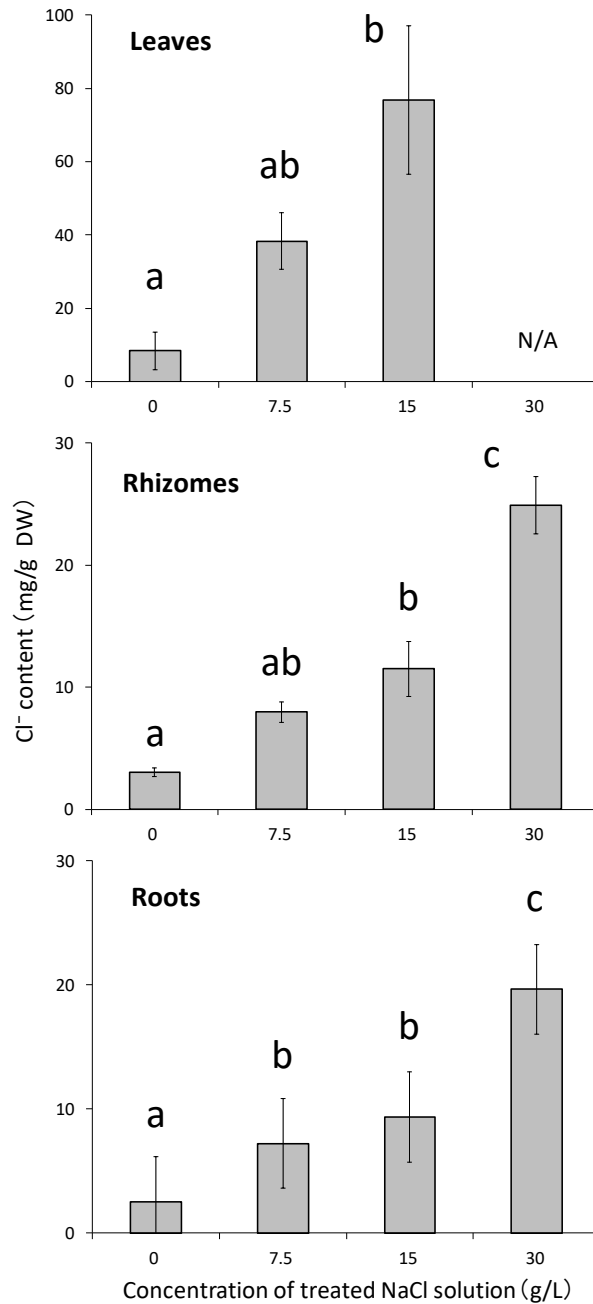 Cl⁻ content (mg/g DW)
100
80
60
40
20
0
Leaves
a
ab
b
N/A
0 7.5 15 30
30
20
10
0
Rhizomes
a
ab
b
c
0 7.5 15 30
30
20
10
0
Roots
a
b
b
c
0 7.5 15 30
Concentration of treated NaCl solution (g/L)